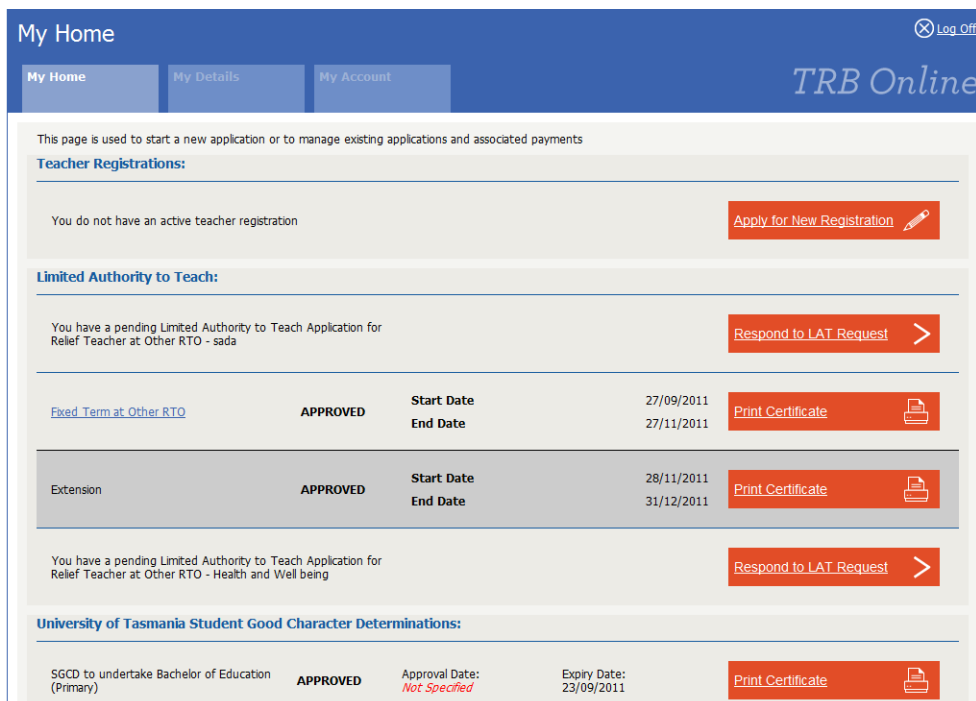 My Home
Log Off
My Home
My Details
My Account
TRB Online
This page is used to start a new application or to manage existing applications and associated payments
Teacher Registrations:
You do not have an active teacher registration
Apply for New Registration
Limited Authority to Teach:
You have a pending Limited Authority to Teach Application for
Relief Teacher at Other RTO - sada
Respond to LAT Request
Fixed Term at Other RTO
APPROVED
Start Date 27/09/2011
End Date 27/11/2011
Print Certificate
Extension
APPROVED
Start Date 28/11/2011
End Date 31/12/2011
Print Certificate
You have a pending Limited Authority to Teach Application for
Relief Teacher at Other RTO - Health and Well being
Respond to LAT Request
University of Tasmania Student Good Character Determinations:
SGCD to undertake Bachelor of Education
(Primary)
APPROVED
Approval Date:
Not Specified
Expiry Date:
23/09/2011
Print Certificate